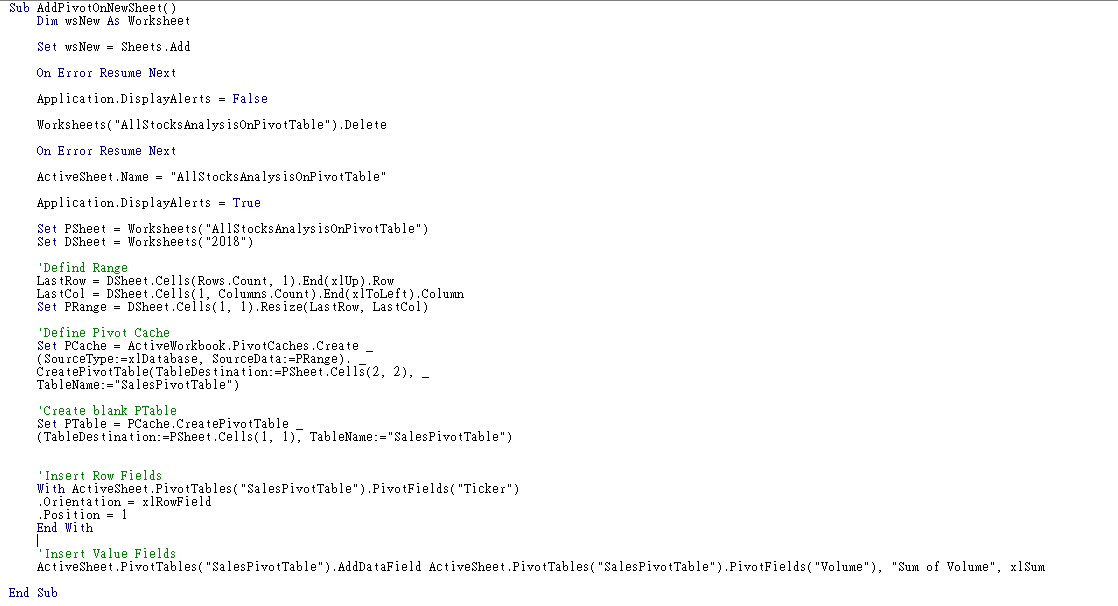 Sub AddPivotOnNewSheet()
Dim wsNew As Worksheet
Set wsNew = Sheets.Add
On Error Resume Next
Application.DisplayAlerts = False
Worksheets("AllStocksAnalysisOnPivotTable").Delete
On Error Resume Next
ActiveSheet.Name = "AllStocksAnalysisOnPivotTable"
Application.DisplayAlerts = True
Set PSheet = Worksheets("AllStocksAnalysisOnPivotTable")
Set DSheet = Worksheets("2018")
'Defind Range
LastRow = DSheet.Cells(Rows.Count, 1).End(xlUp).Row
LastCol = DSheet.Cells(1, Columns.Count).End(xlToLeft).Column
Set PRange = DSheet.Cells(1, 1).Resize(LastRow, LastCol)
'Define Pivot Cache
Set PCache = ActiveWorkbook.PivotCaches.Create _
(SourceType:=xlDatabase, SourceData:=PRange). _
CreatePivotTable(TableDestination:=PSheet.Cells(2, 2), _
TableName:="SalesPivotTable")
'Create blank PTable
Set PTable = PCache.CreatePivotTable _
(TableDestination:=PSheet.Cells(1, 1), TableName:="SalesPivotTable")
'Insert Row Fields
With ActiveSheet.PivotTables("SalesPivotTable").PivotFields("Ticker")
.Orientation = xlRowField
.Position = 1
End With
'Insert Value Fields
ActiveSheet.PivotTables("SalesPivotTable").AddDataField ActiveSheet.PivotTables("SalesPivotTable").PivotFields("Volume"), "Sum of Volume", xlSum
End Sub